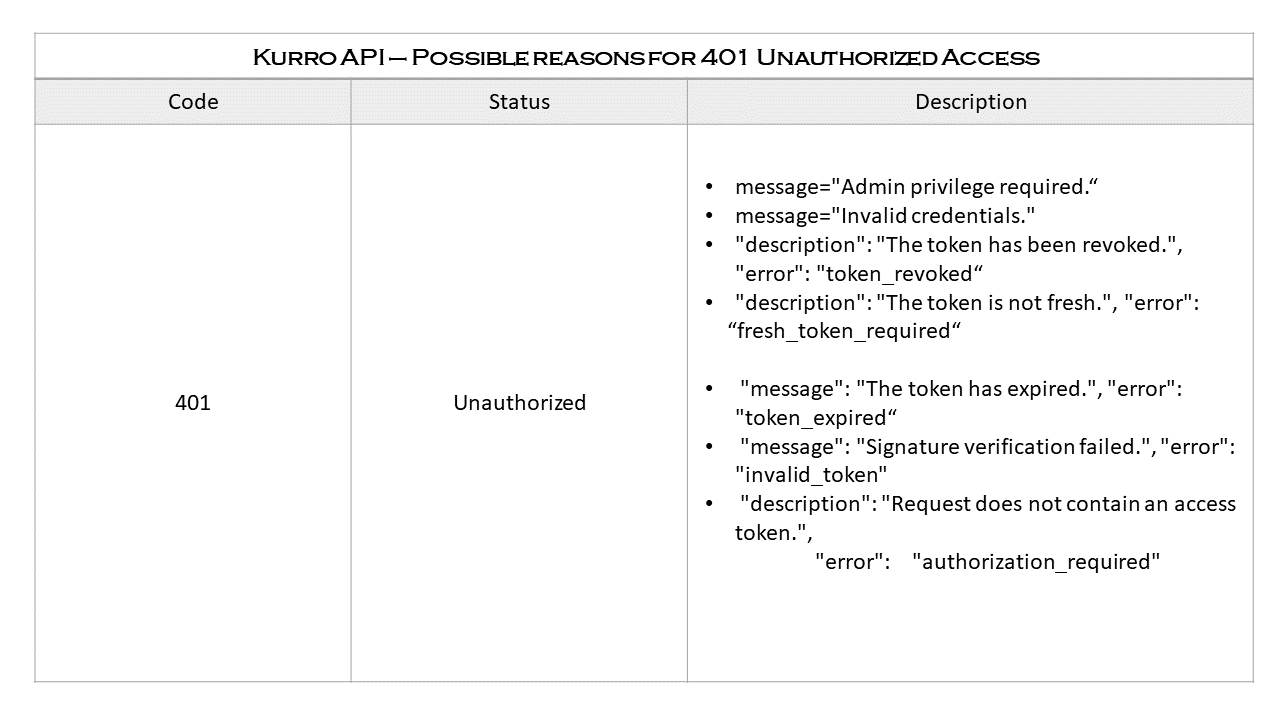 Kurro API – Possible reasons for 401 Unauthorized Access
Code Status Description
• message="Admin privilege required.“
• message="Invalid credentials."
• "description": "The token has been revoked.",
"error": "token_revoked“
• "description": "The token is not fresh.", "error":
“fresh_token_required“
• "message": "The token has expired.", "error":
"token_expired“
401 Unauthorized
• "message": "Signature verification failed.", "error":
"invalid_token"
• "description": "Request does not contain an access
token.",
"error": "authorization_required"